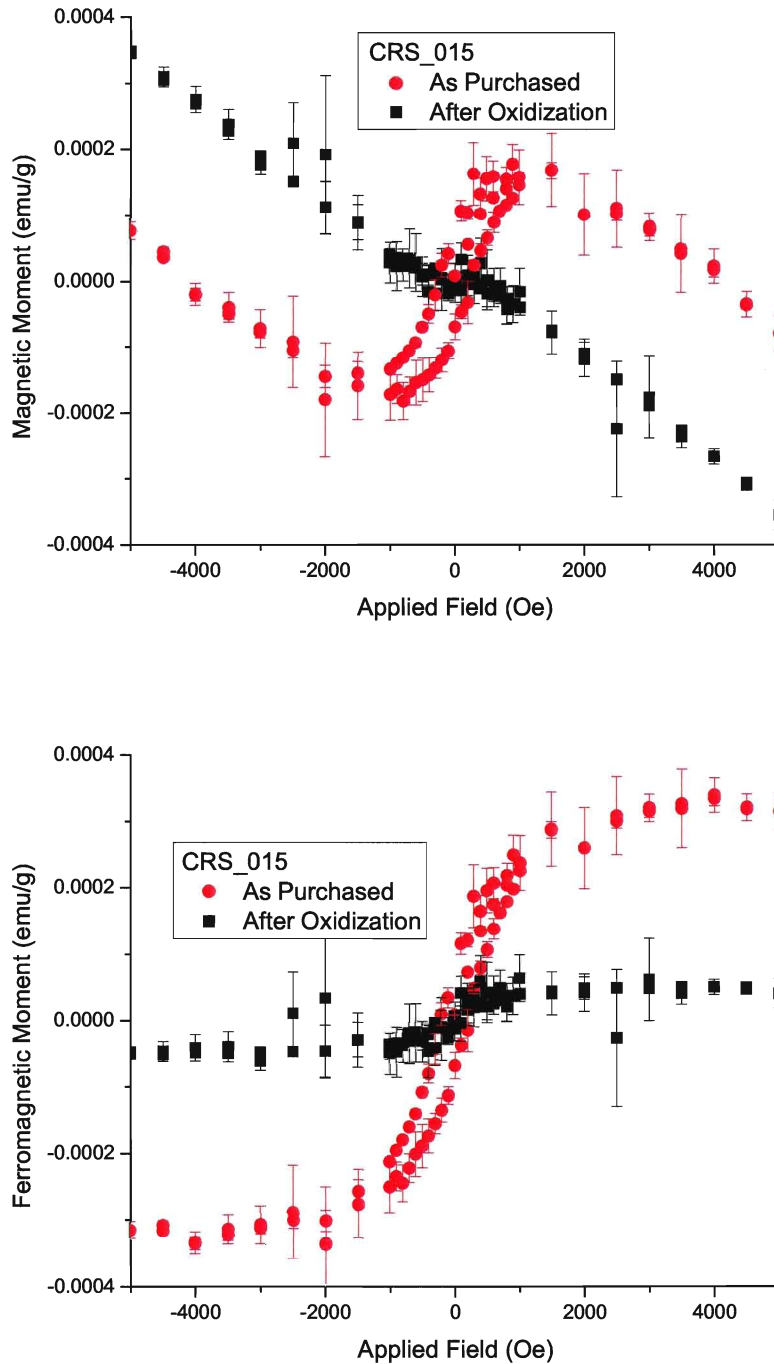 0.0004
0.0002
0.0000
-0.0002
-0.0004
Magnetic Moment (emu/g)
CRS_015
As Purchased
After Oxidization
-4000
-2000
0
2000
4000
Applied Field (Oe)
0.0004
0.0002
0.0000
-0.0002
-0.0004
Ferromagnetic Moment (emu/g)
CRS_015
As Purchased
After Oxidization
-4000
-2000
0
2000
4000
Applied Field (Oe)